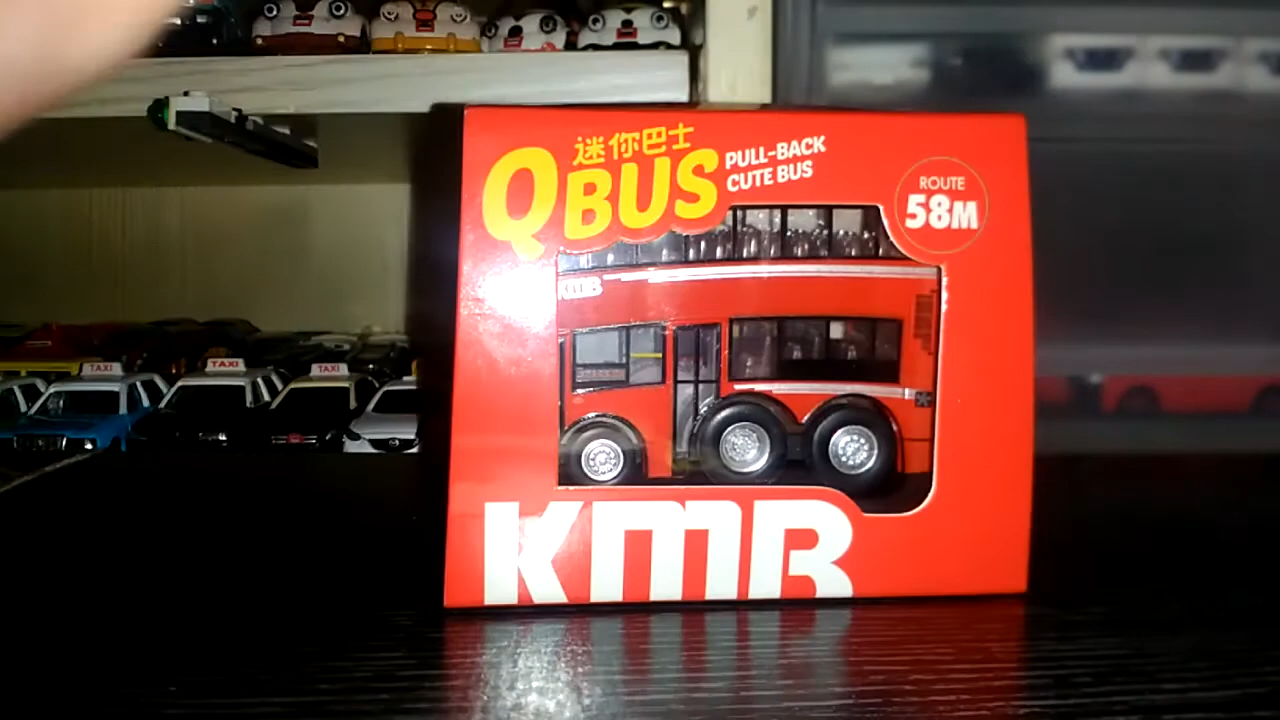 迷你巴士
QBUS
PULL-BACK
CUTE BUS
ROUTE
58M
KMB
KMB
TAXI
TAXI
TAXI